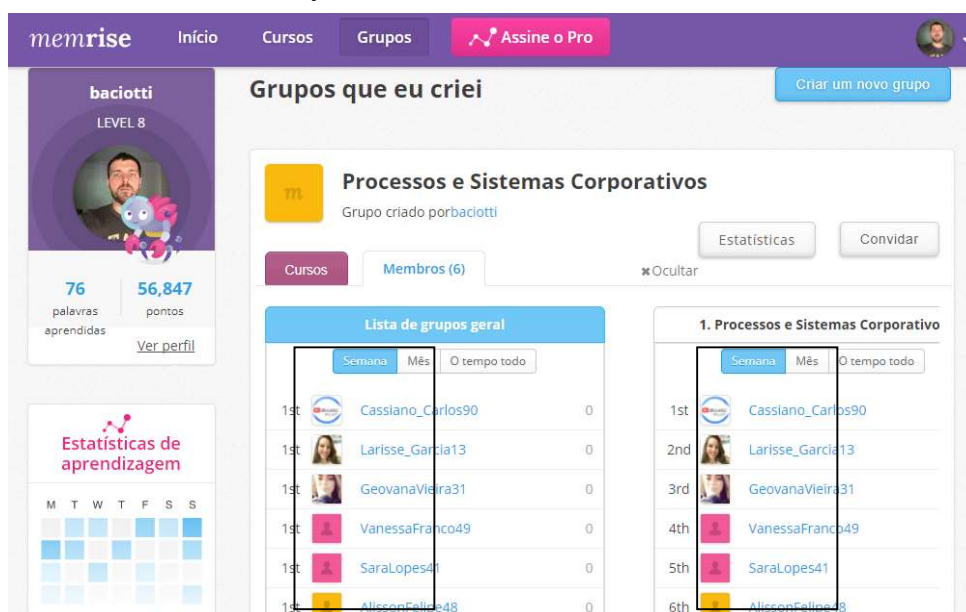 memrise Início Cursos Grupos Assine o Pro
baciotti
LEVEL 8
76 56,847
palavras aprendidas pontos
Ver perfil
Estatísticas de
aprendizagem
M T W T F S S
Grupos que eu criei
Criar um novo grupo
m
Processos e Sistemas Corporativos
Grupo criado porbaciotti
Estatísticas Convidar
Cursos Membros (6) ✖Ocultar
Lista de grupos geral
Semana Mês O tempo todo
1st Cassiano_Carlos90 0
1st Larisse_Garcia13 0
1st GeovanaVieira31 0
1st VanessaFranco49 0
1st SaraLopes41 0
1st AlissonFelipe48 0
1. Processos e Sistemas Corporativo
Semana Mês O tempo todo
1st Cassiano_Carlos90
2nd Larisse_Garcia13
3rd GeovanaVieira31
4th VanessaFranco49
5th SaraLopes41
6th AlissonFelipe48